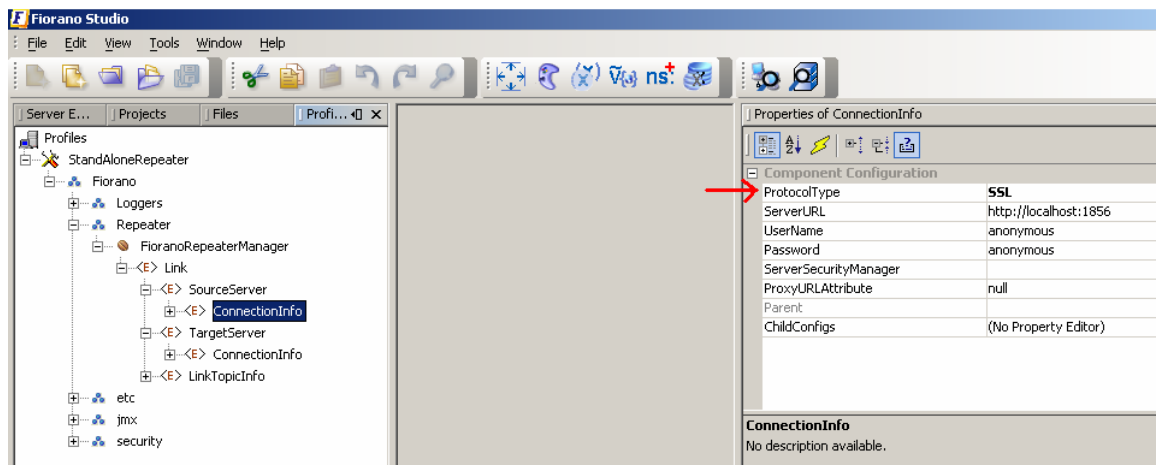 Fiorano Studio
File Edit View Tools Window Help
Server E... Projects Files Profi...
Profiles
StandAloneRepeater
Fiorano
Loggers
Repeater
FioranoRepeaterManager
<E> Link
<E> SourceServer
<E> ConnectionInfo
<E> TargetServer
<E> ConnectionInfo
<E> LinkTopicInfo
etc
jmx
security
Properties of ConnectionInfo
Component Configuration
ProtocolType SSL
ServerURL http://localhost:1856
UserName anonymous
Password anonymous
ServerSecurityManager
ProxyURLAttribute null
Parent
ChildConfigs (No Property Editor)
ConnectionInfo
No description available.